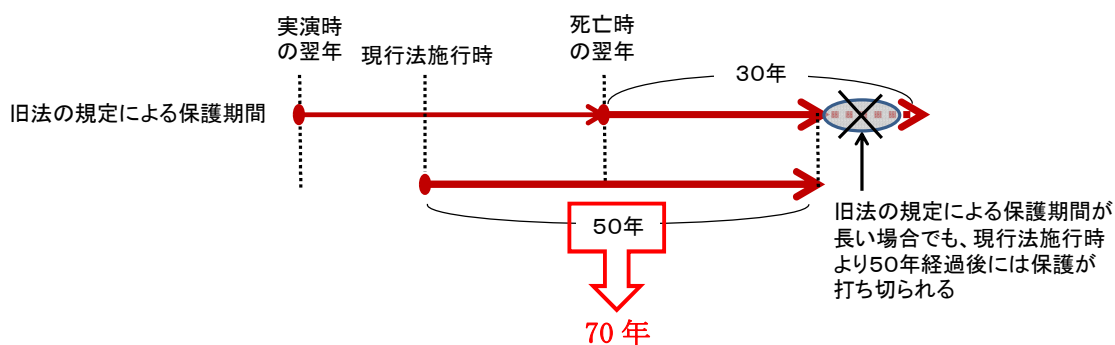 実演時
の翌年
現行法施行時
死亡時
の翌年
30年
旧法の規定による保護期間
50年
旧法の規定による保護期間が
長い場合でも、現行法施行時
より50年経過後には保護が
打ち切られる
70 年